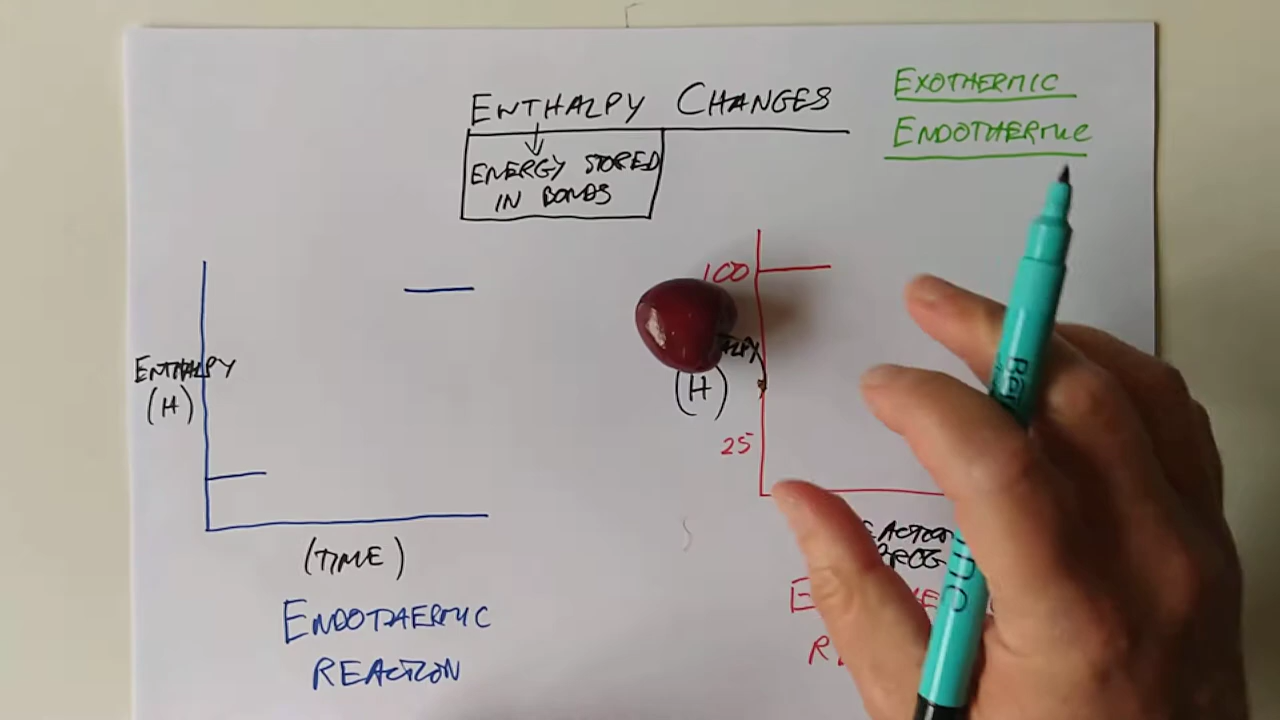 ENTHALPY CHANGES
ENERGY STORED
IN BONDS
EXOTHERMIC
ENDOTHERMIC
ENTHALPY
(H)
(TIME)
ENDOTHERMIC
REACTION
100
(H)
25